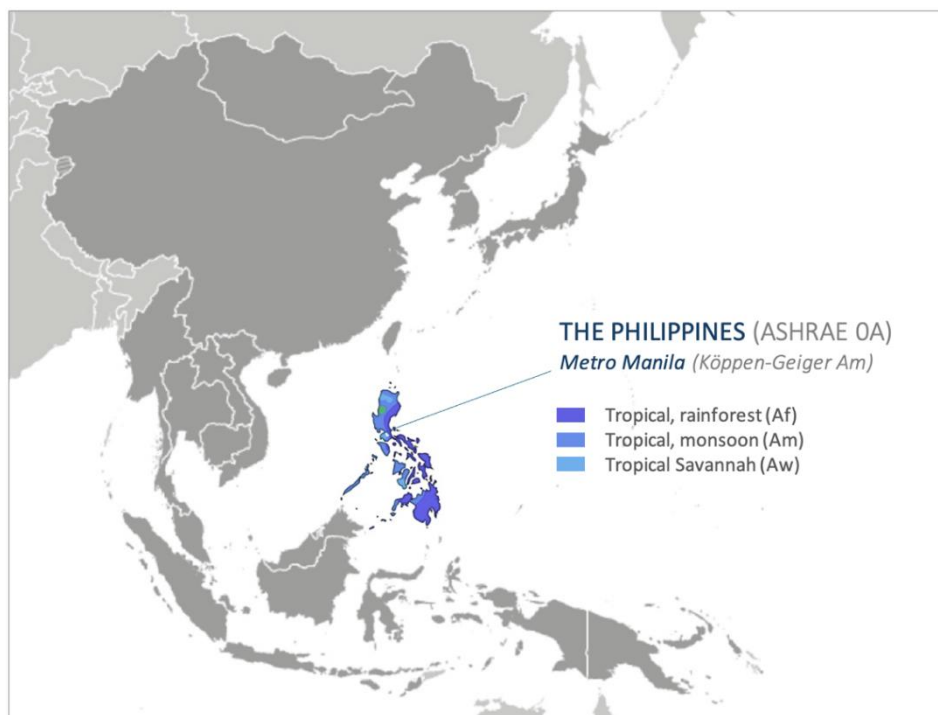 THE PHILIPPINES (ASHRAE 0A)
Metro Manila (Köppen-Geiger Am)
Tropical, rainforest (Af)
Tropical, monsoon (Am)
Tropical Savannah (Aw)